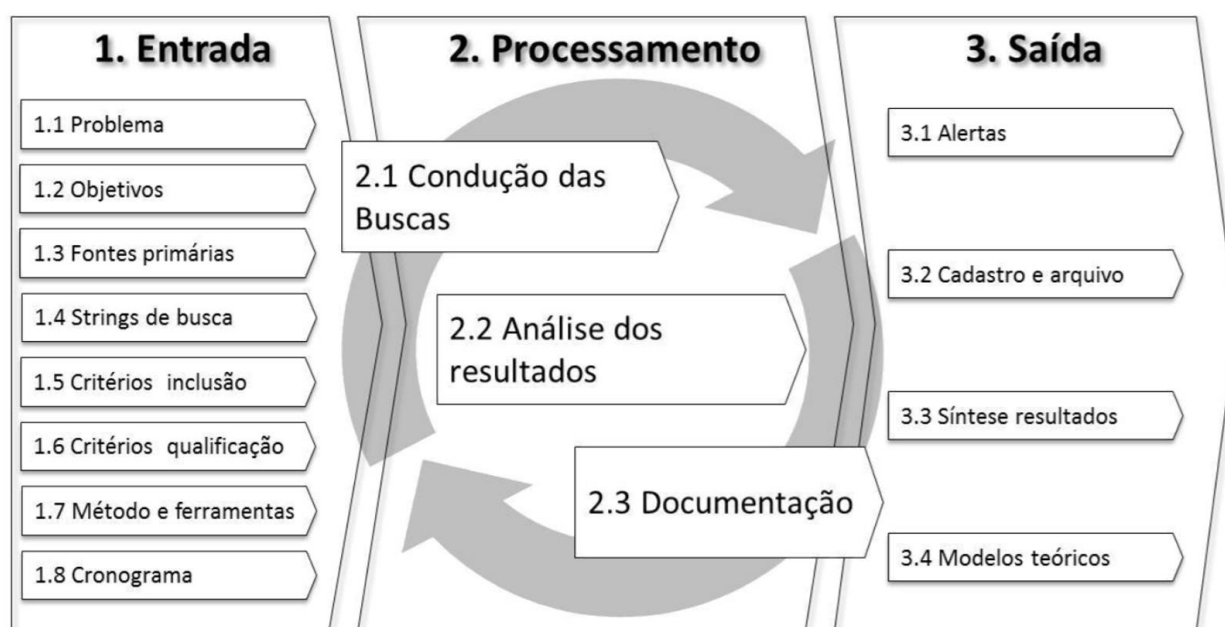 1. Entrada
1.1 Problema
1.2 Objetivos
1.3 Fontes primárias
1.4 Strings de busca
1.5 Critérios inclusão
1.6 Critérios qualificação
1.7 Método e ferramentas
1.8 Cronograma
2. Processamento
2.1 Condução das
Buscas
2.2 Análise dos
resultados
2.3 Documentação
3. Saída
3.1 Alertas
3.2 Cadastro e arquivo
3.3 Síntese resultados
3.4 Modelos teóricos